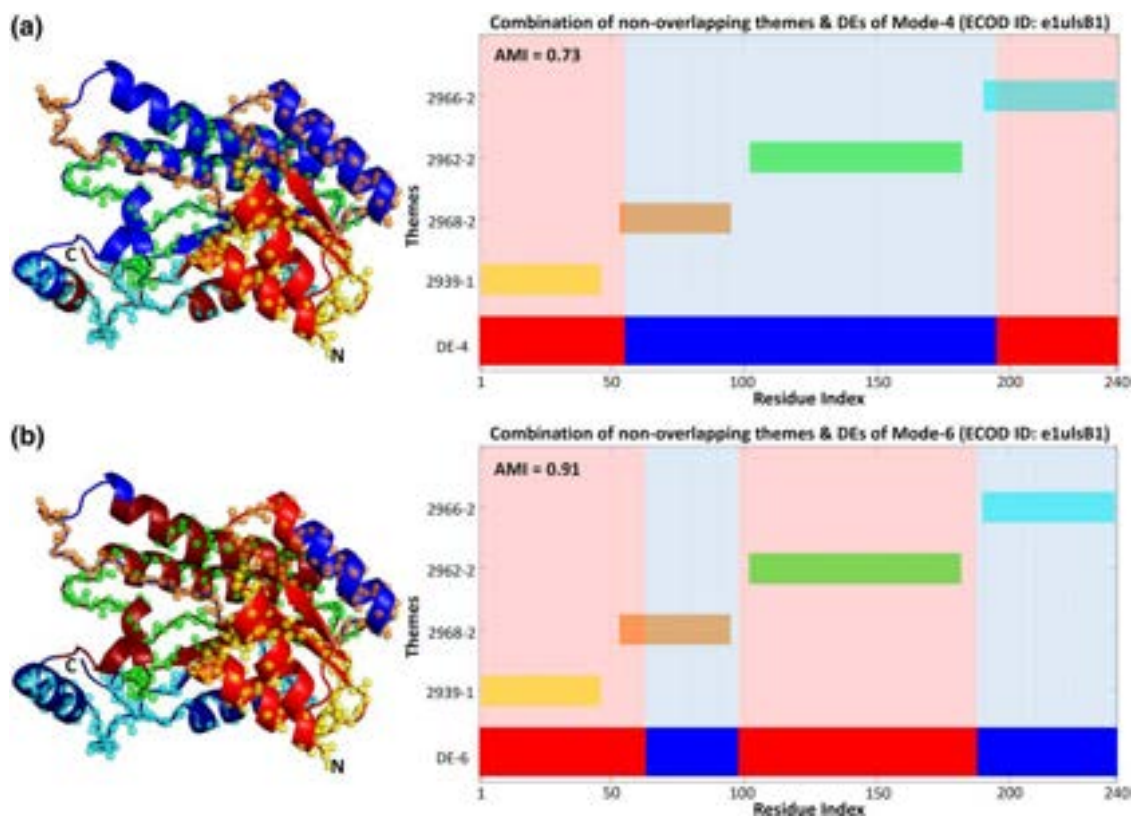 (a)
Combination of non-overlapping themes & DEs of Mode-4 (ECOD ID: e1ulsB1)
AMI = 0.73
2966-2
2962-2
2968-2
2939-1
Themes
DE-4
1 50 100 150 200 240
Residue Index
C
N
(b)
Combination of non-overlapping themes & DEs of Mode-6 (ECOD ID: e1ulsB1)
AMI = 0.91
2966-2
2962-2
2968-2
2939-1
Themes
DE-6
1 50 100 150 200 240
Residue Index
C
N